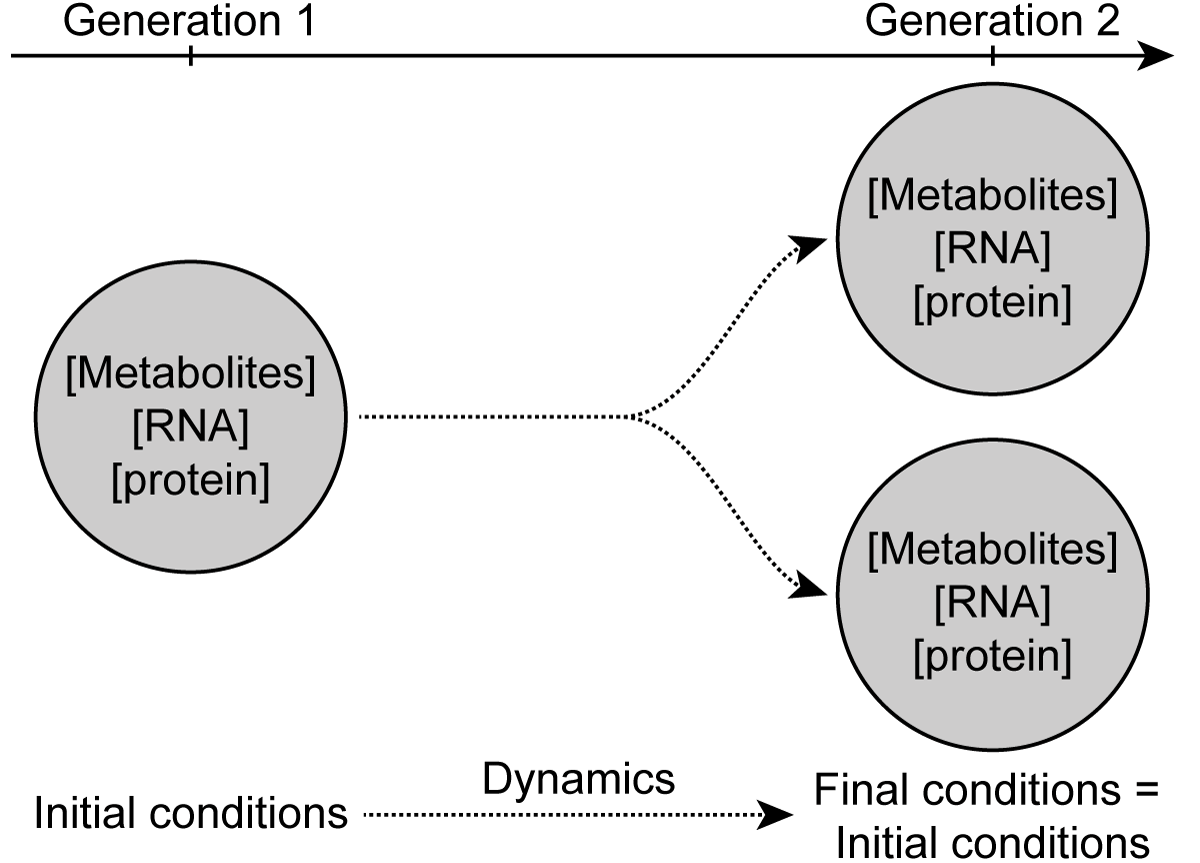 Generation 1
Generation 2
[Metabolites]
[RNA]
[protein]
[Metabolites]
[RNA]
[protein]
[Metabolites]
[RNA]
[protein]
Initial conditions
Dynamics
Final conditions =
Initial conditions